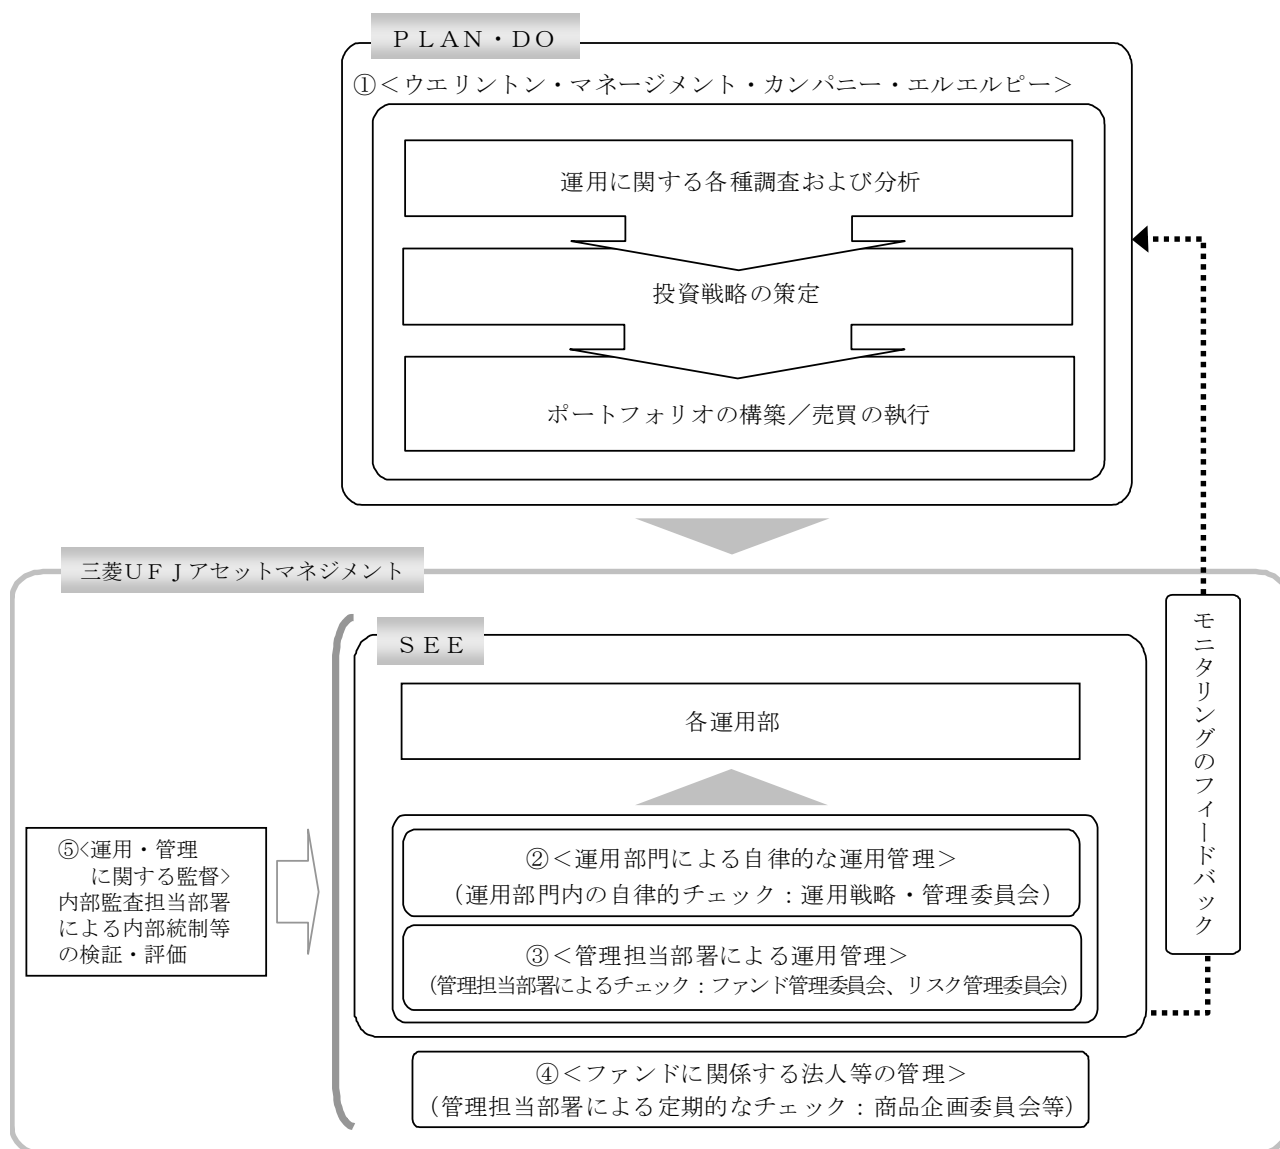 ＰＬＡＮ・ＤＯ
①＜ウエリントン・マネージメント・カンパニー・エルエルピー＞
運用に関する各種調査および分析
投資戦略の策定
ポートフォリオの構築／売買の執行
三菱ＵＦＪアセットマネジメント
ＳＥＥ
各運用部
②＜運用部門による自律的な運用管理＞
（運用部門内の自律的チェック：運用戦略・管理委員会）
③＜管理担当部署による運用管理＞
（管理担当部署によるチェック：ファンド管理委員会、リスク管理委員会）
④＜ファンドに関係する法人等の管理＞
（管理担当部署による定期的なチェック：商品企画委員会等）
⑤<運用・管理
に関する監督>
内部監査担当部署
による内部統制等
の検証・評価
モニタリングのフィードバック